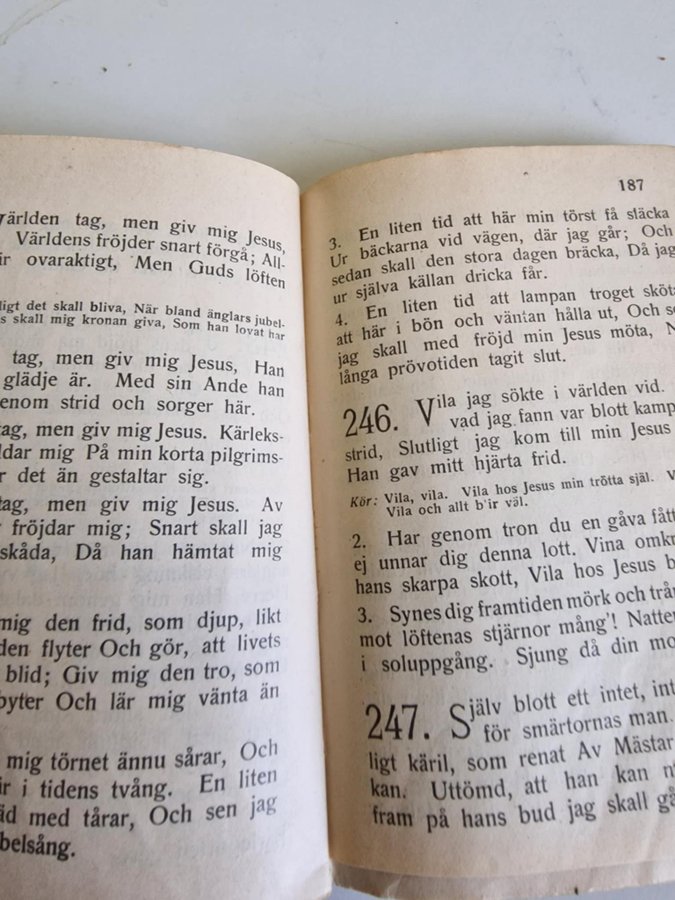 ärlden tag, men giv mig Jesus,
Världens fröjder snart förgå; All-
ir ovaraktigt, Men Guds löften
ligt det skall bliva, När bland änglars jubel-
s skall mig kronan giva, Som han lovat har
tag, men giv mig Jesus, Han
glädje är. Med sin Ande han
enom strid och sorger här.
tag, men giv mig Jesus. Kärleks-
ldar mig På min korta pilgrims-
r det än gestaltar sig.
tag, men giv mig Jesus. Av
fröjdar mig; Snart skall jag
skåda, Då han hämtat mig
mig den frid, som djup, likt
den flyter Och gör, att livets
blid; Giv mig den tro, som
byter Och lär mig vänta än
mig törnet ännu sårar, Och
är i tidens tvång. En liten
äd med tårar, Och sen jag
belsång.
187
3. En liten tid att här min törst få släcka
Ur bäckarna vid vägen, där jag går; Och
sedan skall den stora dagen bräcka, Då jag
ur själva källan dricka får.
4. En liten tid att lampan troget sköta
att här i bön och väntan hålla ut, Och se
jag skall med fröjd min Jesus möta, N
långa prövotiden tagit slut.
246. Vila jag sökte i världen vid.
vad jag fann var blott kamp
strid, Slutligt jag kom till min Jesus
Han gav mitt hjärta frid.
Kör: Vila, vila. Vila hos Jesus min trötta själ. V
Vila och allt b'ir väl.
2. Har genom tron du en gåva fått
ej unnar dig denna lott. Vina omkr
hans skarpa skott, Vila hos Jesus b
3. Synes dig framtiden mörk och trån
mot löftenas stjärnor mång'! Natten
i soluppgång. Sjung då din mo
247. Själv blott ett intet, int
för smärtornas man.
ligt käril, som renat Av Mästar
kan. Uttömd, att han kan n
fram på hans bud jag skall gå